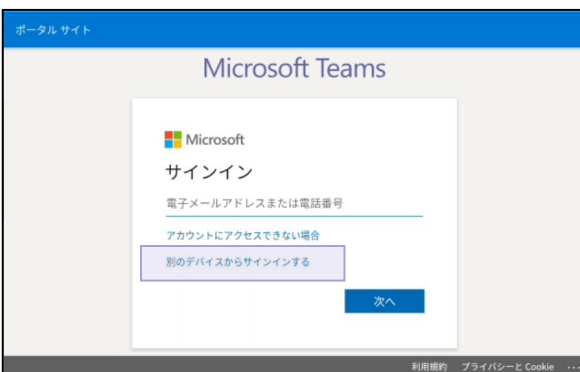 ポータル サイト
Microsoft Teams
Microsoft
サインイン
電子メールアドレスまたは電話番号
アカウントにアクセスできない場合
別のデバイスからサインインする
次へ
利用規約 プライバシーと Cookie ...